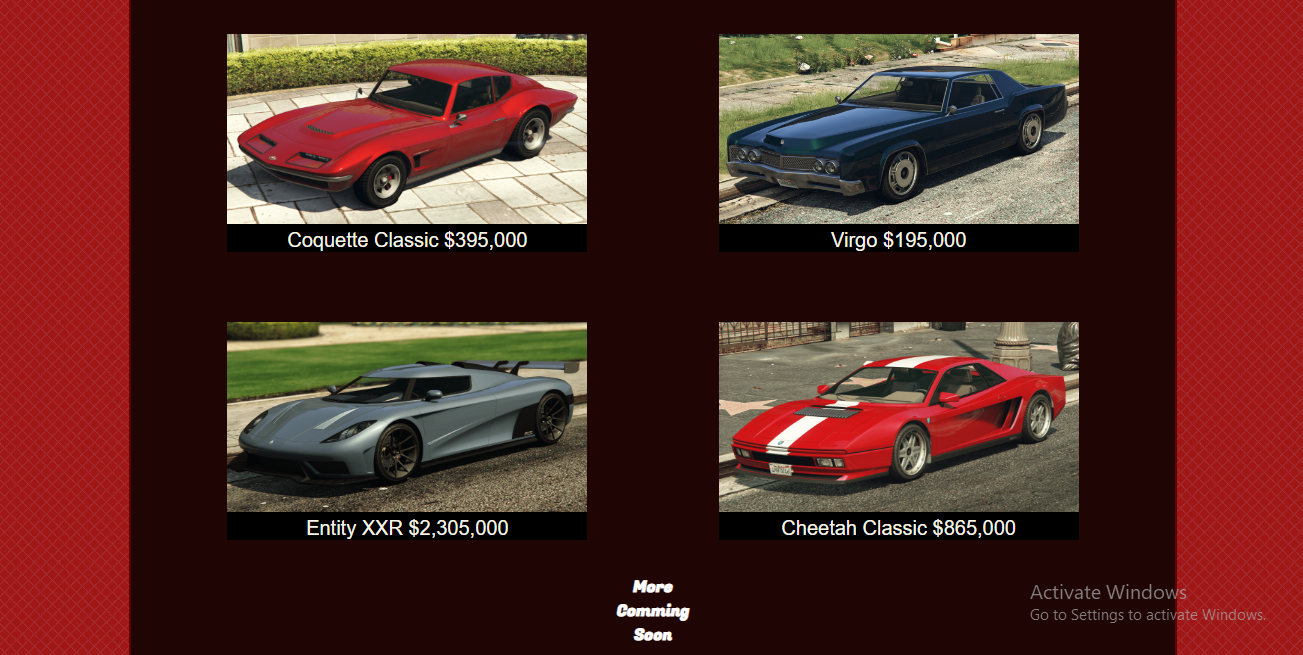 Coquette Classic $395,000
Virgo $195,000
Entity XXR $2,305,000
Cheetah Classic $865,000
More
Comming
Soon
Activate Windows
Go to Settings to activate Windows.